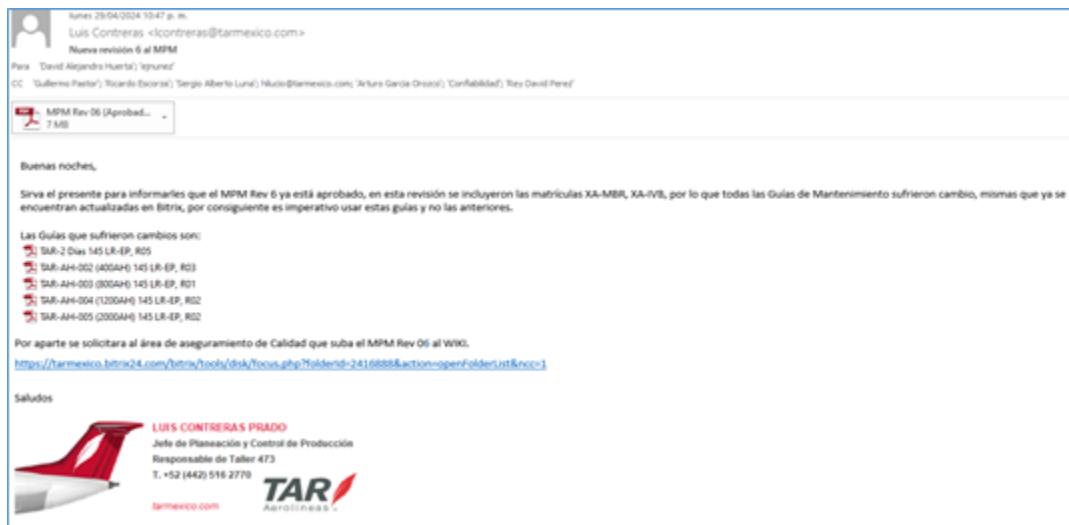 lunes 29/04/2024 10:47 p. m.
Luis Contreras <lcontreras@tarmexico.com>
Nueva revisión 6 al MPM
Para 'David Alejandro Huerta'; 'ejnunez'
CC 'Guillermo Pastor'; 'Ricardo Escorza'; 'Sergio Alberto Luna'; hlucio@tarmexico.com; 'Arturo Garcia Orozco'; 'Confiabilidad'; 'Rey David Perez'
MPM Rev 06 (Aprobad...
7 MB
Buenas noches,
Sirva el presente para informarles que el MPM Rev 6 ya está aprobado, en esta revisión se incluyeron las matrículas XA-MBR, XA-IVB, por lo que todas las Guías de Mantenimiento sufrieron cambio, mismas que ya se
encuentran actualizadas en Bitrix, por consiguiente es imperativo usar estas guías y no las anteriores.
Las Guías que sufrieron cambios son:
TAR-2 Dias 145 LR-EP, R05
TAR-AH-002 (400AH) 145 LR-EP, R03
TAR-AH-003 (800AH) 145 LR-EP, R01
TAR-AH-004 (1200AH) 145 LR-EP, R02
TAR-AH-005 (2000AH) 145 LR-EP, R02
Por aparte se solicitara al área de aseguramiento de Calidad que suba el MPM Rev 06 al WIKI.
https://tarmexico.bitrix24.com/bitrix/tools/disk/focus.php?folderId=2416888&action=openFolderList&ncc=1
Saludos
LUIS CONTRERAS PRADO
Jefe de Planeación y Control de Producción
Responsable de Taller 473
T. +52 (442) 516 2770
TAR
Aerolíneas
tarmexico.com